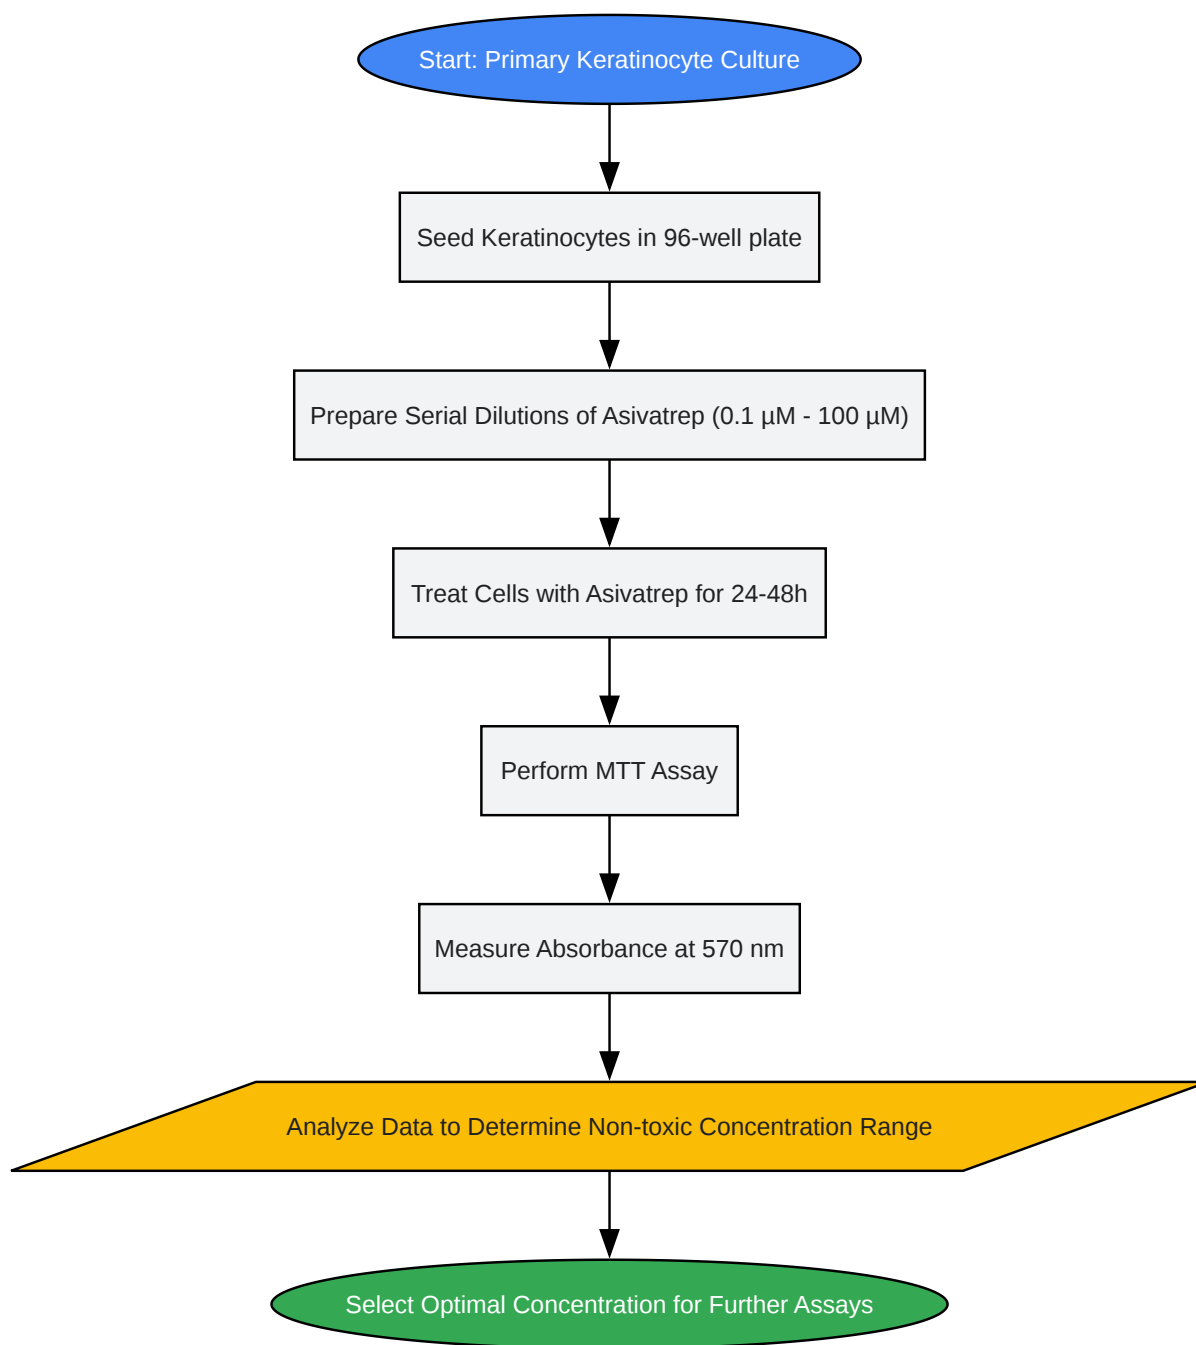 Start: Primary Keratinocyte Culture
Seed Keratinocytes in 96-well plate
Prepare Serial Dilutions of Asivatrep (0.1 µM - 100 µM)
Treat Cells with Asivatrep for 24-48h
Perform MTT Assay
Measure Absorbance at 570 nm
Analyze Data to Determine Non-toxic Concentration Range
Select Optimal Concentration for Further Assays